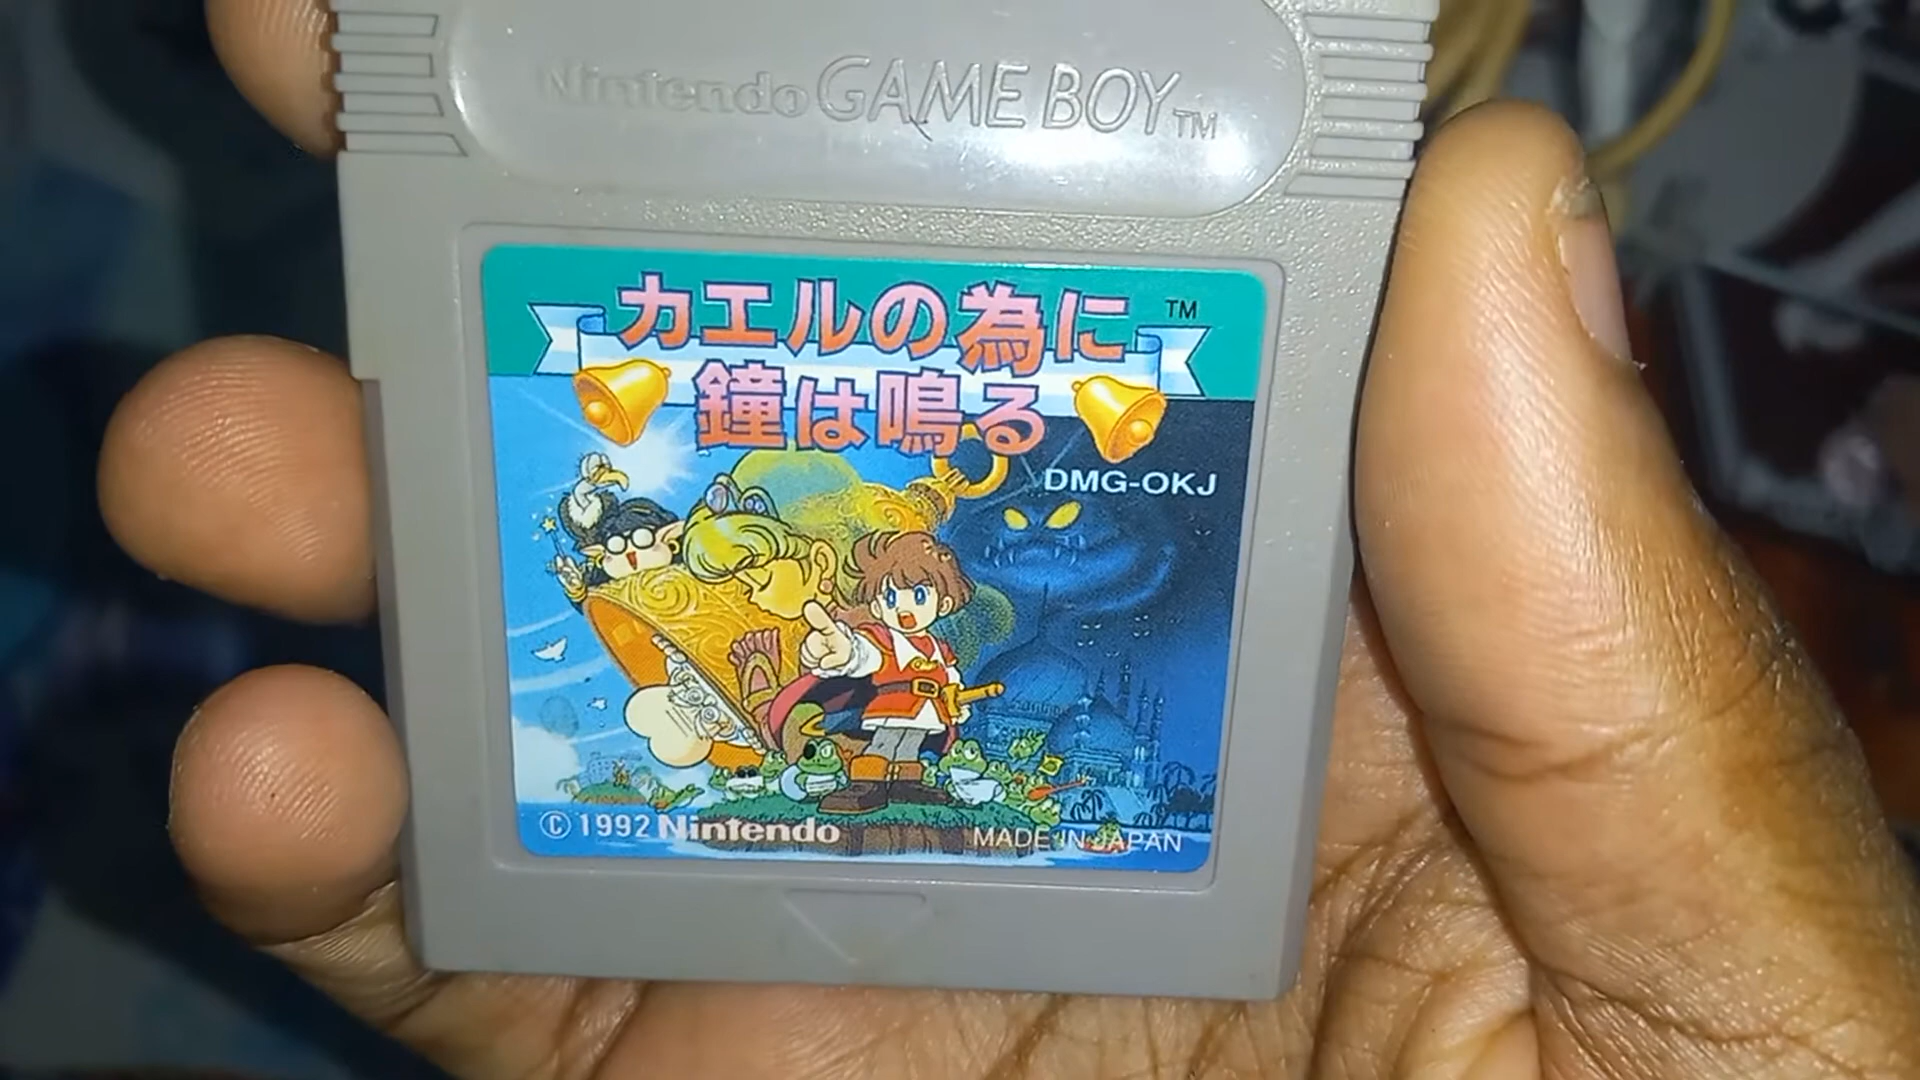 Nintendo GAME BOY TM
カエルの為に TM
鐘は鳴る
DMG-OKJ
© 1992 Nintendo MADE IN JAPAN